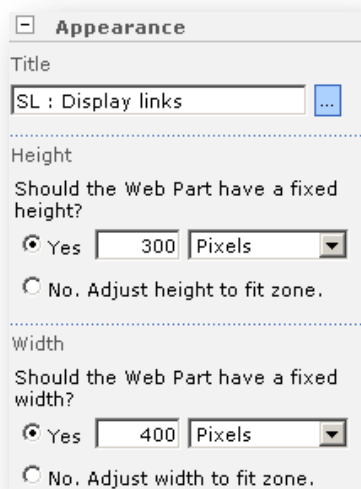 Appearance
Title
SL : Display links
...
Height
Should the Web Part have a fixed
height?
Yes 300 Pixels
No. Adjust height to fit zone.
Width
Should the Web Part have a fixed
width?
Yes 400 Pixels
No. Adjust width to fit zone.